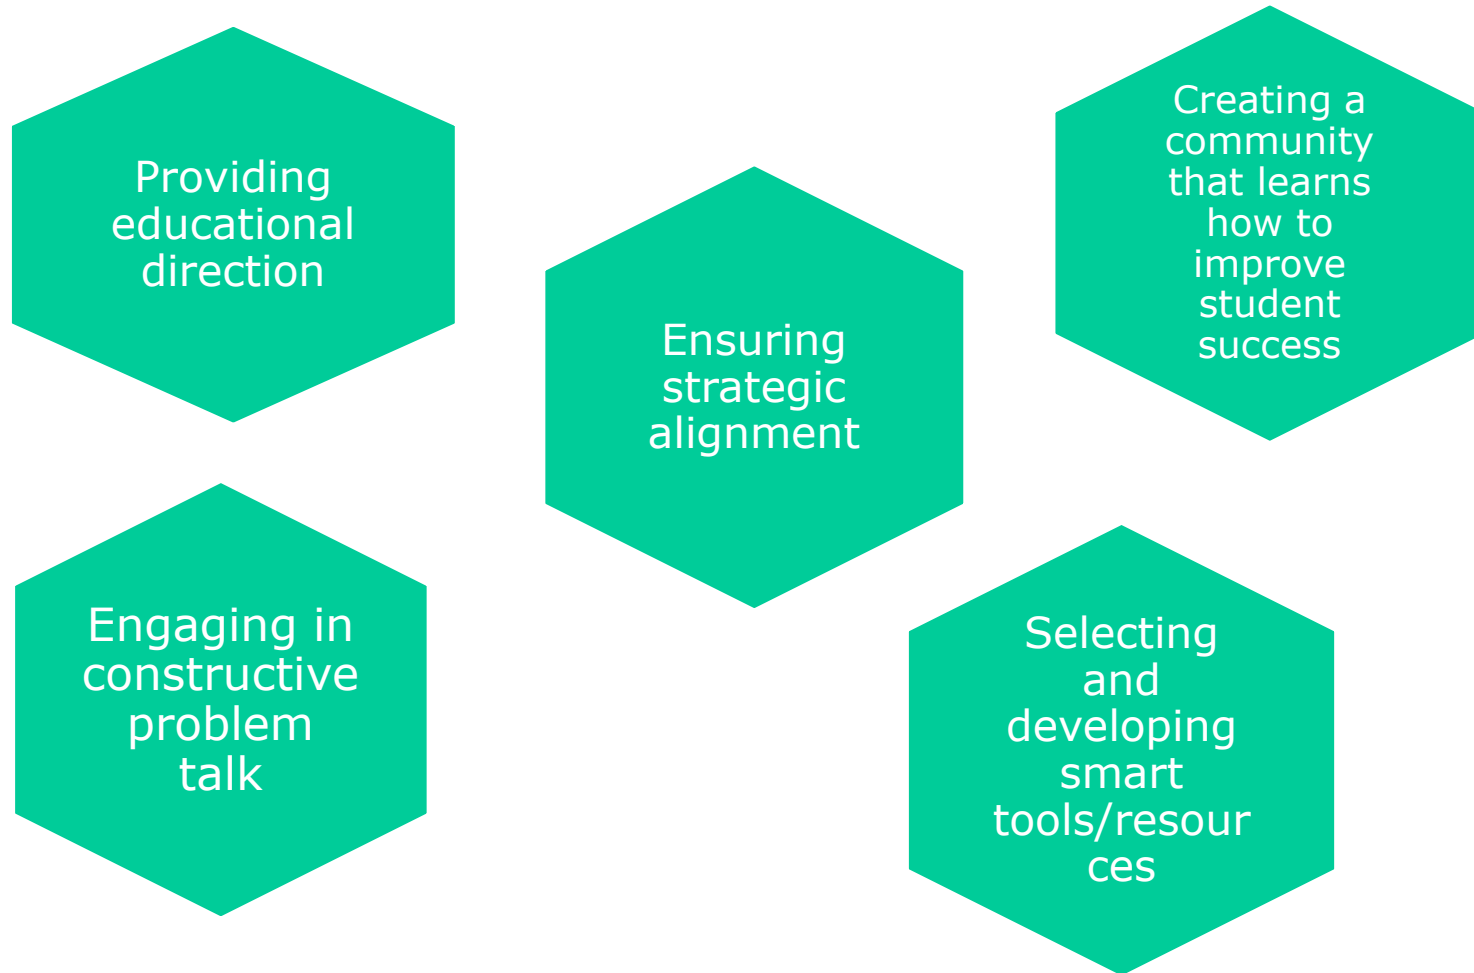 Providing
educational
direction
Creating a
community
that learns
how to
improve
student
success
Ensuring
strategic
alignment
Engaging in
constructive
problem
talk
Selecting
and
developing
smart
tools/resour
ces